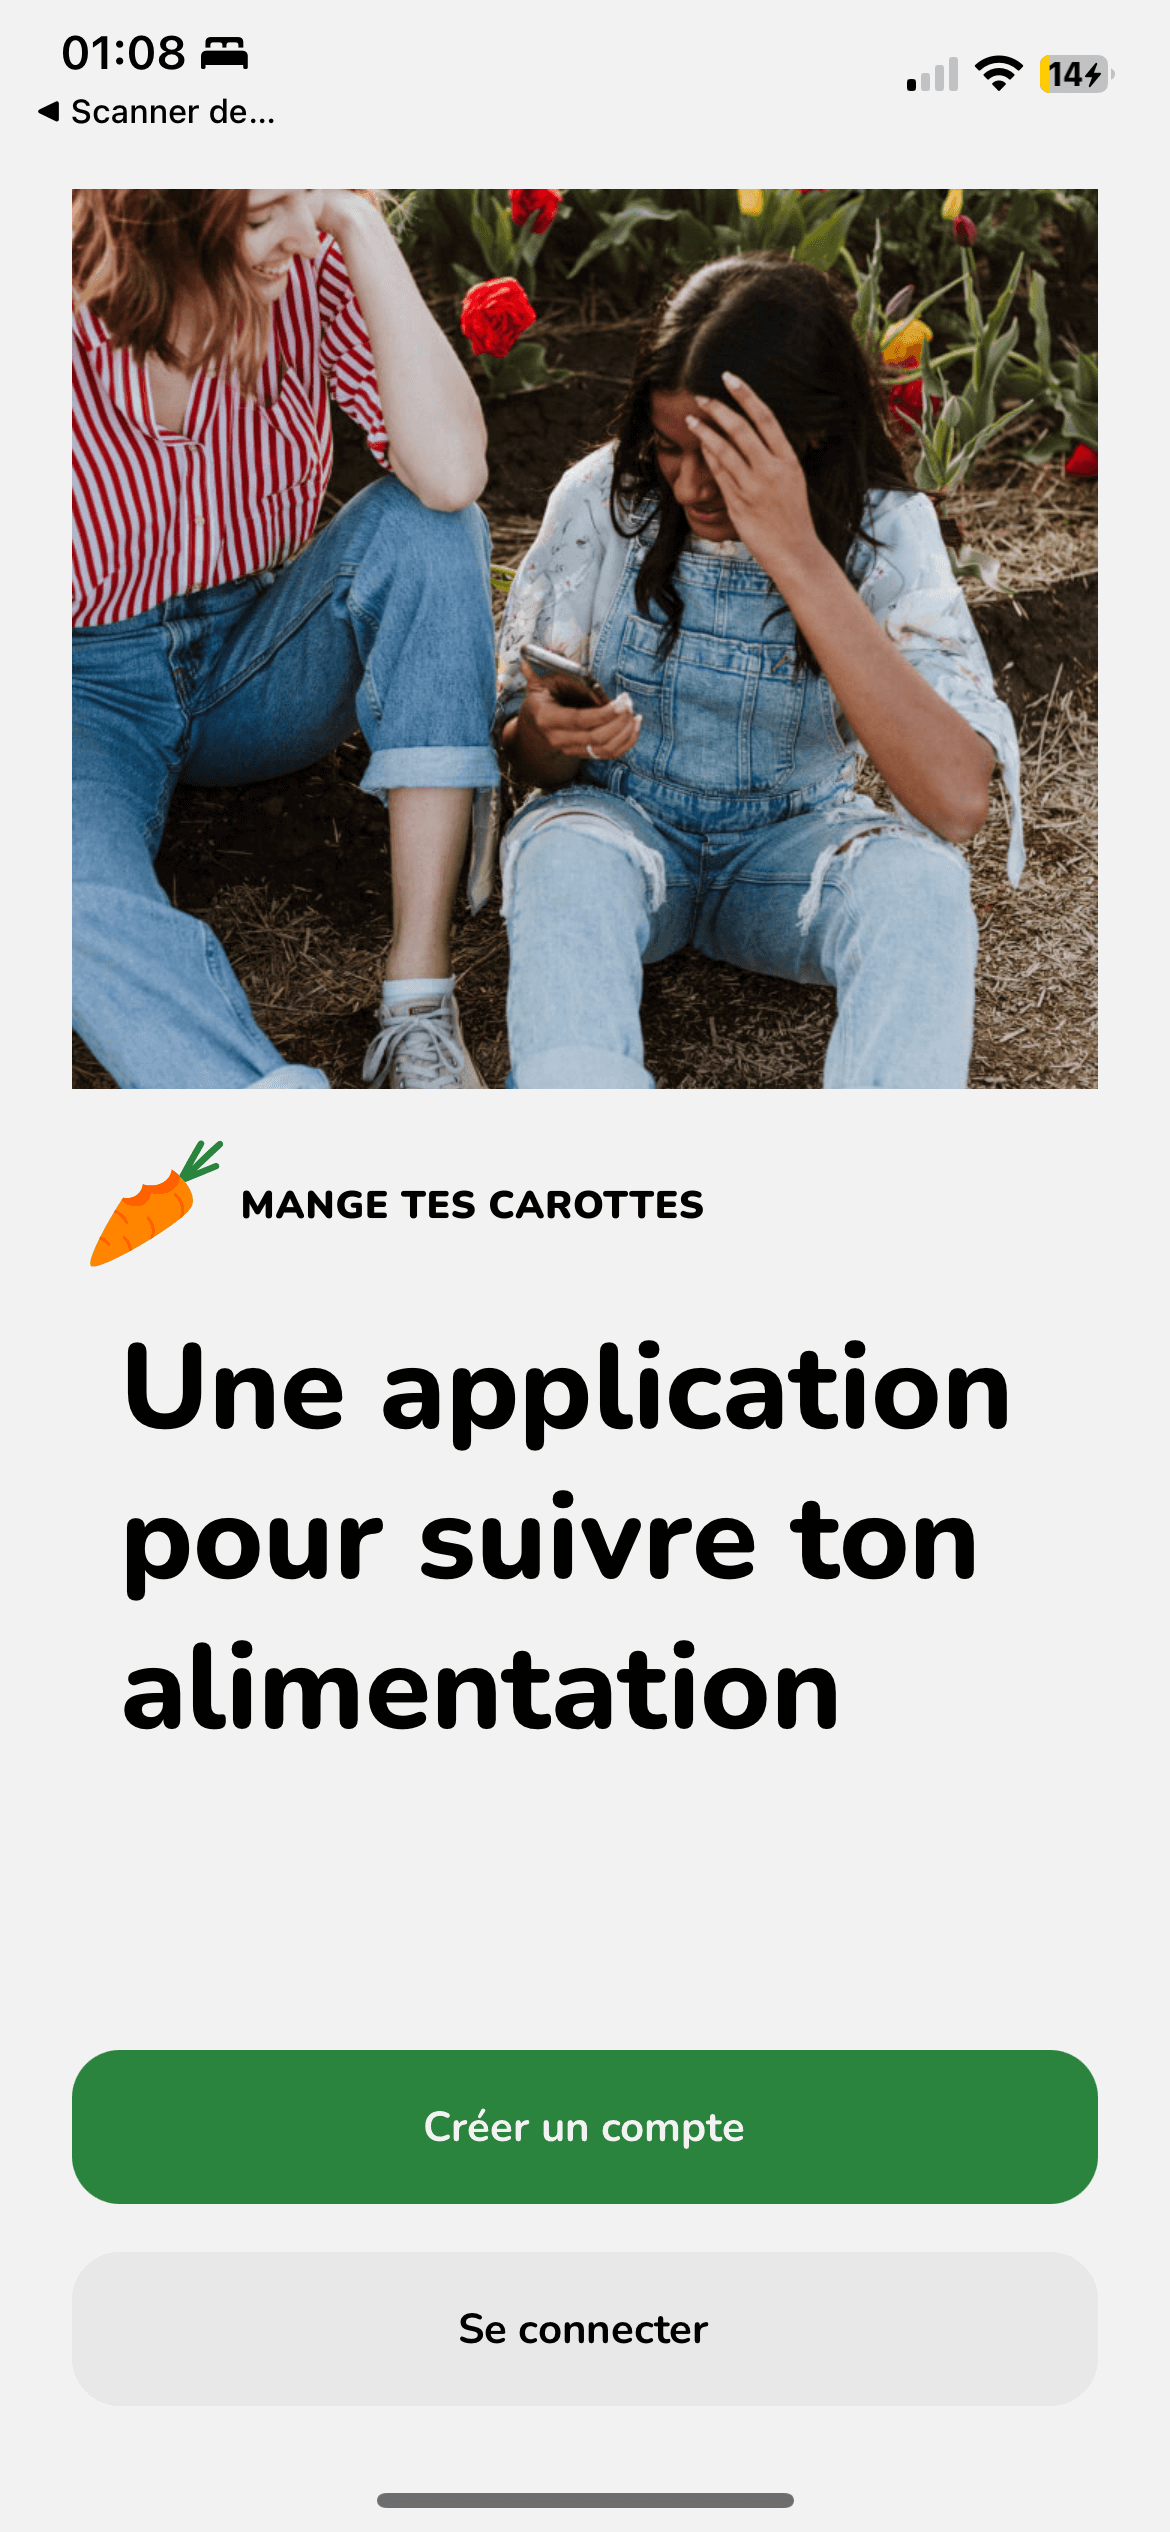 01:08
14
◀ Scanner de...
MANGE TES CAROTTES
Une application
pour suivre ton
alimentation
Créer un compte
Se connecter